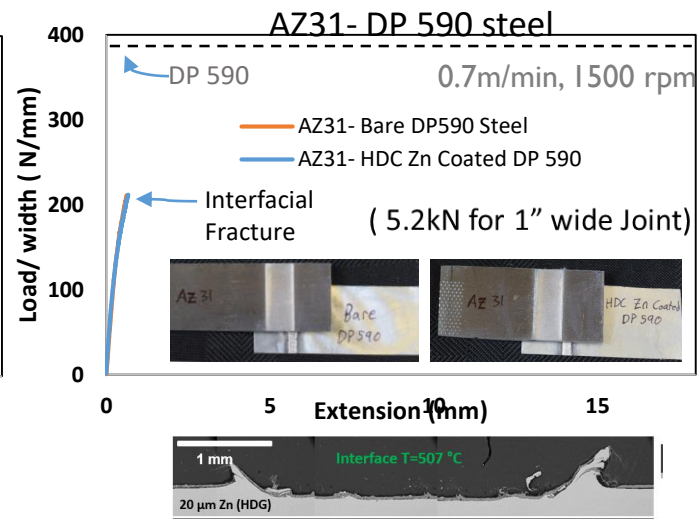 AZ31- DP 590 steel
400
DP 590
0.7m/min, 1500 rpm
300
AZ31- Bare DP590 Steel
AZ31- HDC Zn Coated DP 590
Load/ width ( N/mm)
200
Interfacial
Fracture
( 5.2kN for 1” wide Joint)
AZ 31
Bare
DP590
AZ 31
HDC Zn Coated
DP 590
100
0
0
5
10
15
Extension (mm)
1 mm
Interface T=507 °C
20 µm Zn (HDG)